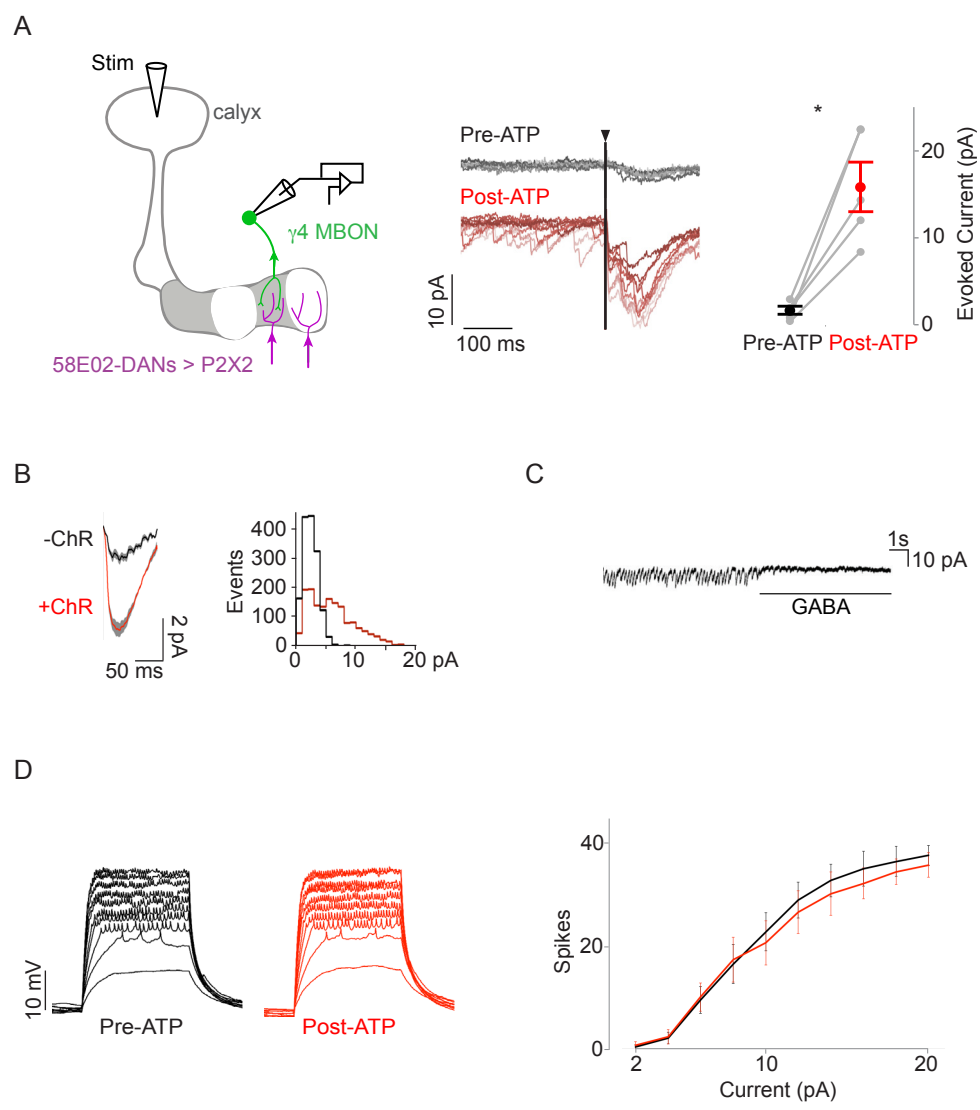 A
Stim
calyx
γ4 MBON
58E02-DANs > P2X2
Pre-ATP
Post-ATP
10 pA
100 ms
*
20
10
0
Evoked Current (pA)
Pre-ATP Post-ATP
B
-ChR
+ChR
2 pA
50 ms
Events
400
300
200
100
0
0 10 20 pA
C
1s
10 pA
GABA
D
10 mV
Pre-ATP
Post-ATP
Spikes
40
20
0
2 10 20
Current (pA)